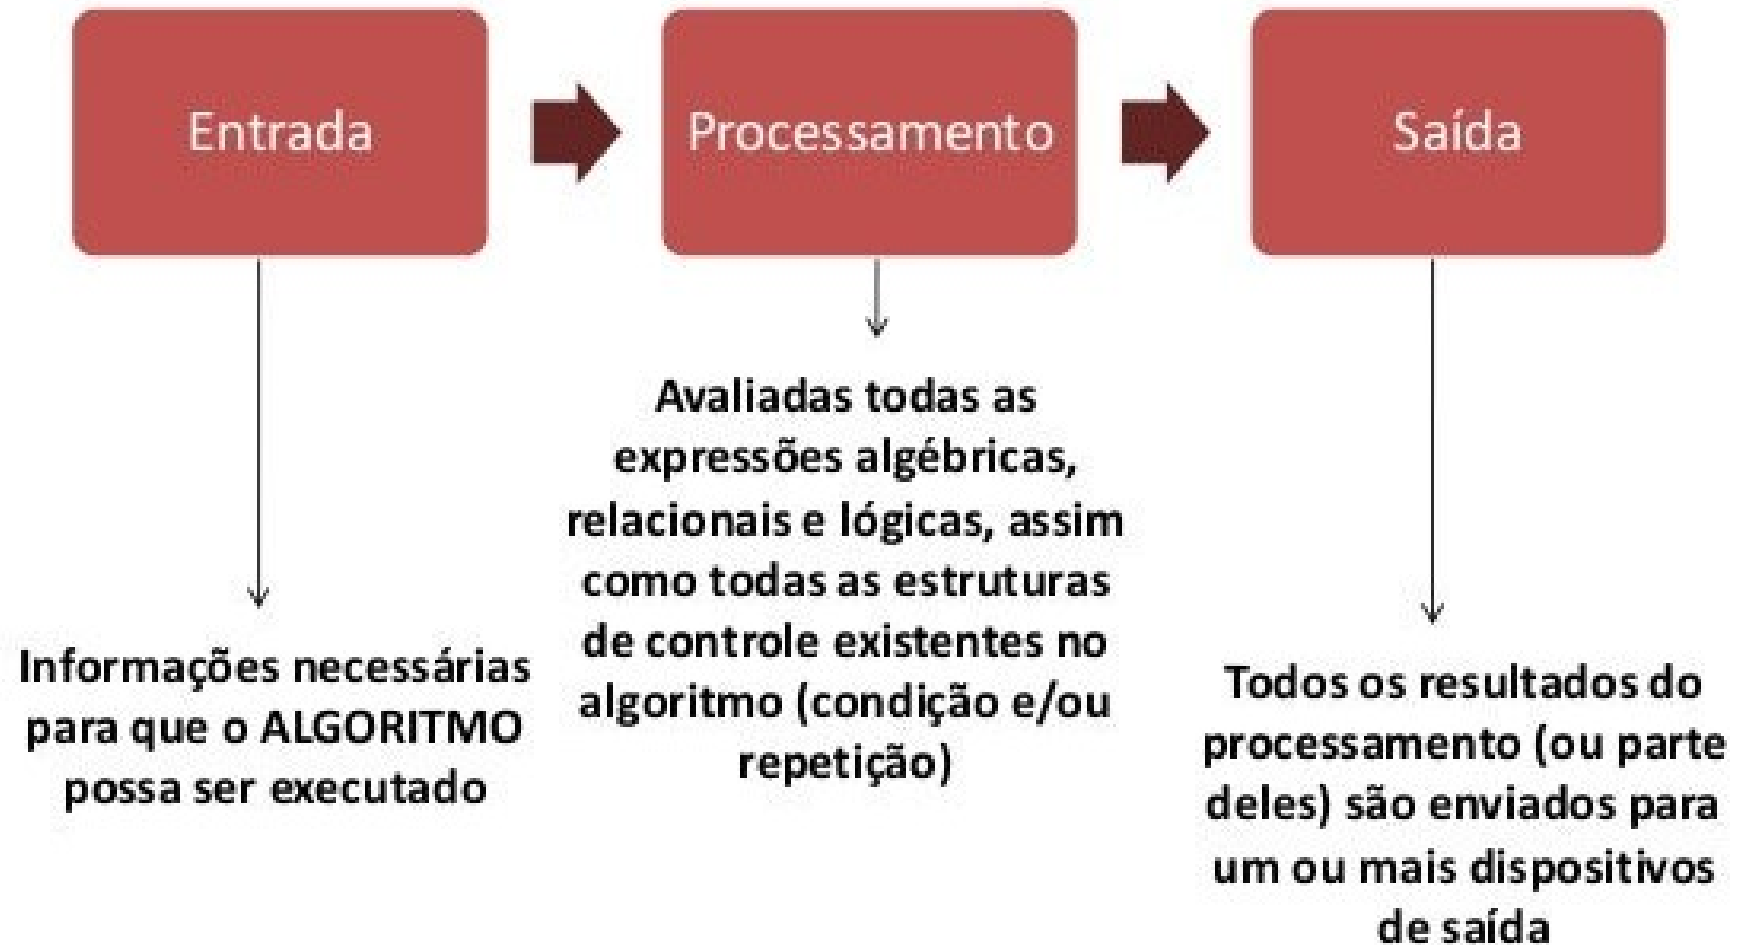 Entrada
Processamento
Saída
Informações necessárias
para que o ALGORITMO
possa ser executado
Avaliadas todas as
expressões algébricas,
relacionais e lógicas, assim
como todas as estruturas
de controle existentes no
algoritmo (condição e/ou
repetição)
Todos os resultados do
processamento (ou parte
deles) são enviados para
um ou mais dispositivos
de saída